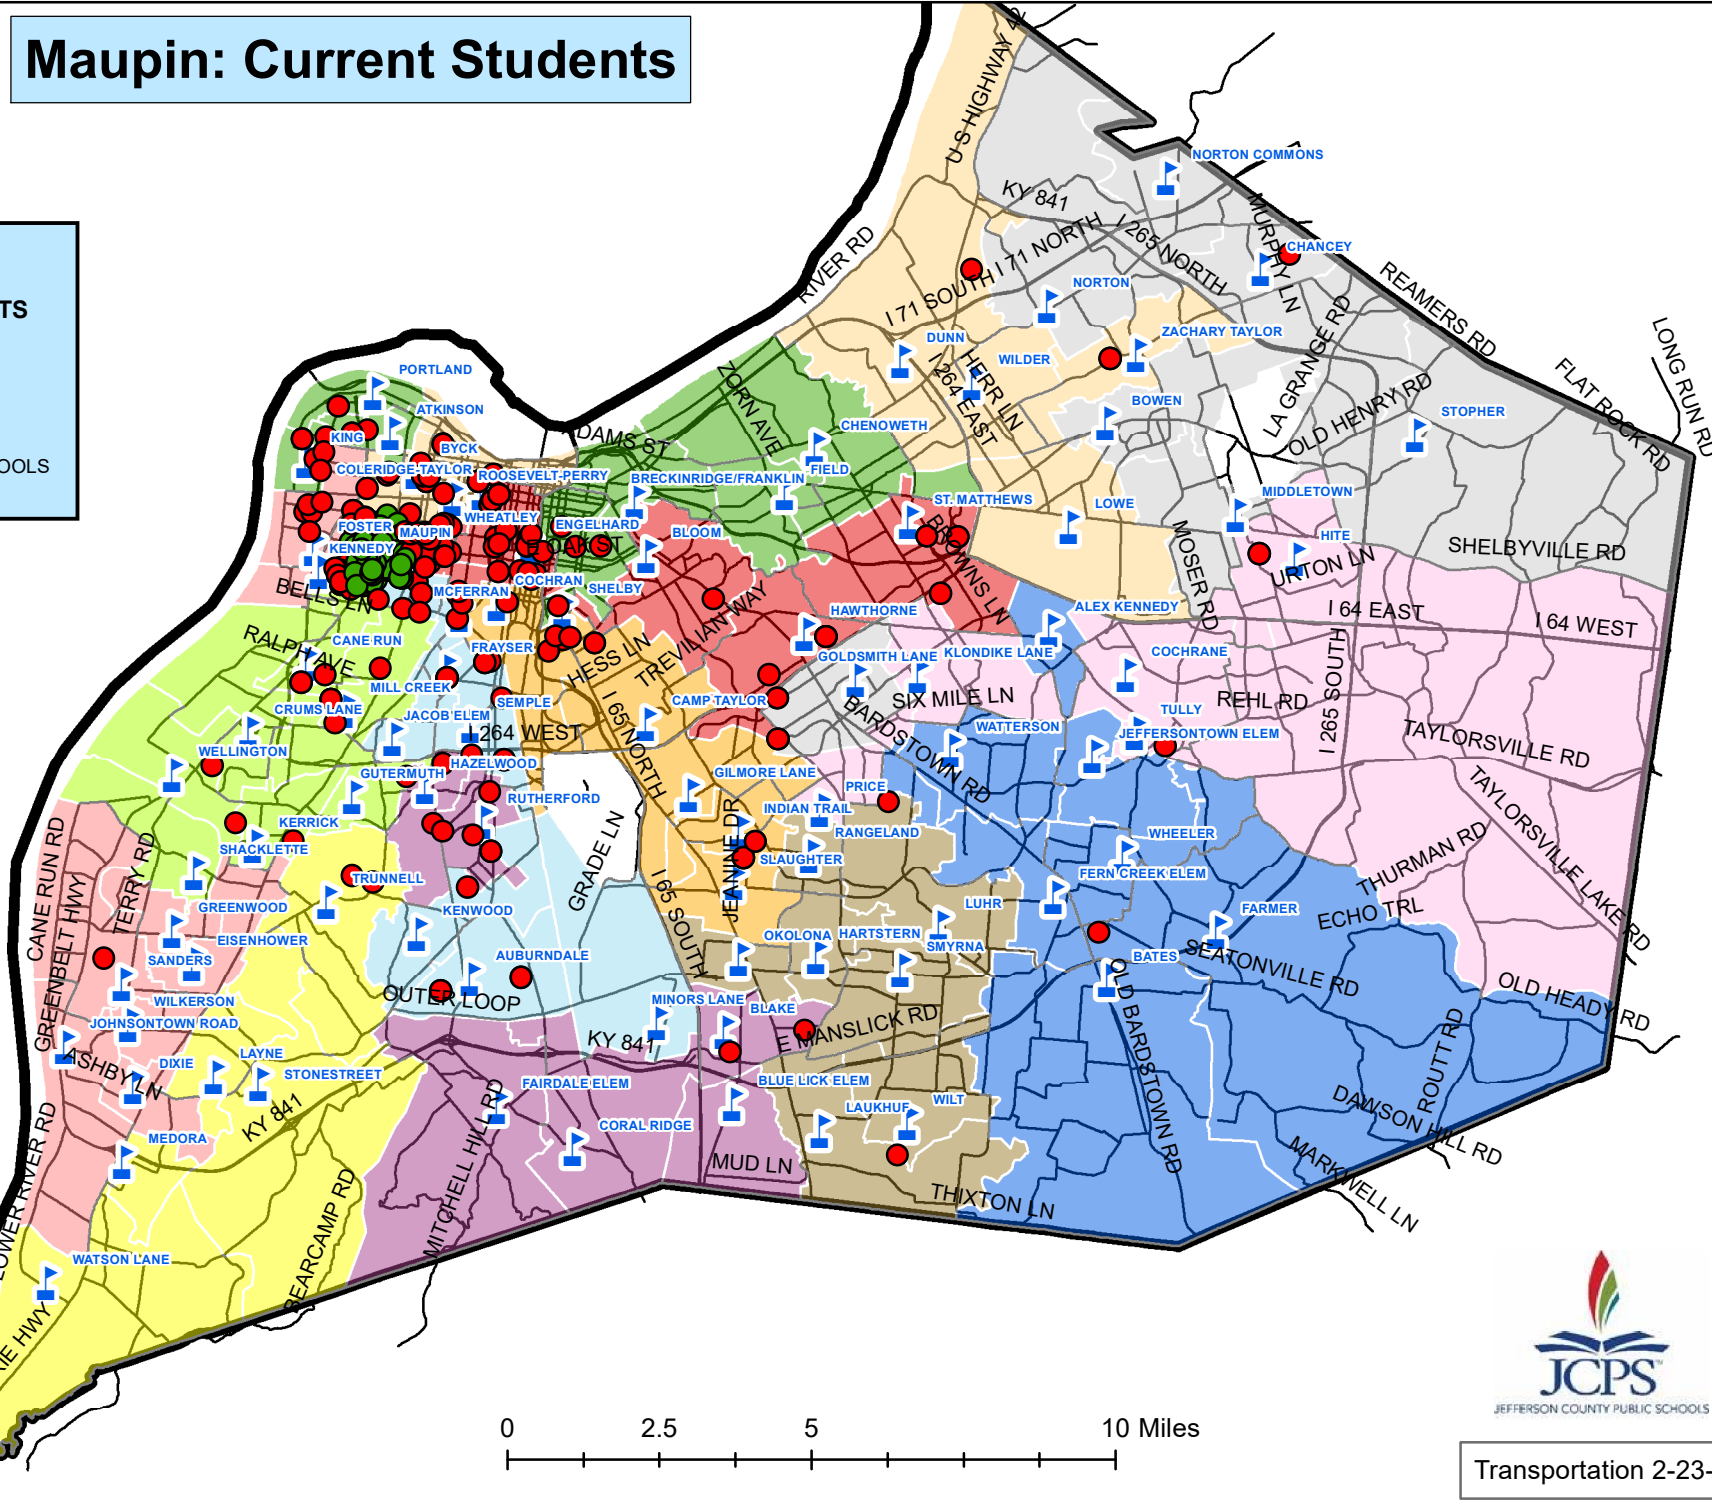 Maupin: Current Students
TS
OOLS
U S HIGHWAY 42
NORTON COMMONS
KY 841
I 265 NORTH
MURPHY LN
CHANCEY
REAMERS RD
RIVER RD
I 71 NORTH
I 71 SOUTH
NORTON
ZACHARY TAYLOR
LA GRANGE RD
LONG RUN RD
FLAT ROCK RD
DUNN
WILDER
HERR LN
I 264 EAST
BOWEN
OLD HENRY RD
STOPHER
PORTLAND
ATKINSON
ZORN AVE
CHENOWETH
KING
BYCK
DAMS ST
COLERIDGE-TAYLOR
ROOSEVELT-PERRY
BRECKINRIDGE/FRANKLIN
FIELD
ST. MATTHEWS
LOWE
MIDDLETOWN
FOSTER
MAUPIN
WHEATLEY
ENGELHARD
BLOOM
BROWNS LN
MOSER RD
HITE
SHELBYVILLE RD
KENNEDY
E OAK ST
URTON LN
BELLS LN
MCFERRAN
COCHRAN
SHELBY
HAWTHORNE
ALEX KENNEDY
I 64 EAST
I 64 WEST
RALPH AVE
CANE RUN
FRAYSER
HESS LN
TREVILIAN WAY
GOLDSMITH LANE
KLONDIKE LANE
COCHRANE
MILL CREEK
CRUMS LANE
SEMPLE
CAMP TAYLOR
SIX MILE LN
REHL RD
I 265 SOUTH
JACOB ELEM
I 264 WEST
I 65 NORTH
BARDSTOWN RD
WATTERSON
TULLY
JEFFERSONTOWN ELEM
TAYLORSVILLE RD
WELLINGTON
GUTERMUTH
HAZELWOOD
RUTHERFORD
GILMORE LANE
PRICE
INDIAN TRAIL
RANGELAND
TAYLORSVILLE LAKE RD
CANE RUN RD
KERRICK
SHACKLETTE
TERRY RD
GRADE LN
JEANNE DR
SLAUGHTER
WHEELER
THURMAN RD
GREENBELT HWY
TRUNNELL
FERN CREEK ELEM
ECHO TRL
GREENWOOD
KENWOOD
I 65 SOUTH
LUHR
FARMER
EISENHOWER
OKOLONA
HARTSTERN
SMYRNA
BATES
SEATONVILLE RD
SANDERS
AUBURNDALE
OLD HEADY RD
WILKERSON
OUTER LOOP
MINORS LANE
BLAKE
OLD BARDSTOWN RD
JOHNSONTOWN ROAD
KY 841
E MANSLICK RD
ROUTT RD
ASHBY LN
DIXIE
LAYNE
STONESTREET
FAIRDALE ELEM
BLUE LICK ELEM
WILT
LAUKHUF
DAWSON HILL RD
KY 841
MITCHELL HILL RD
CORAL RIDGE
MEDORA
MUD LN
MARKWELL LN
LOWER RIVER RD
BEARCAMP RD
THIXTON LN
WATSON LANE
IE HWY
0 2.5 5 10 Miles
JCPS
JEFFERSON COUNTY PUBLIC SCHOOLS
Transportation 2-23-